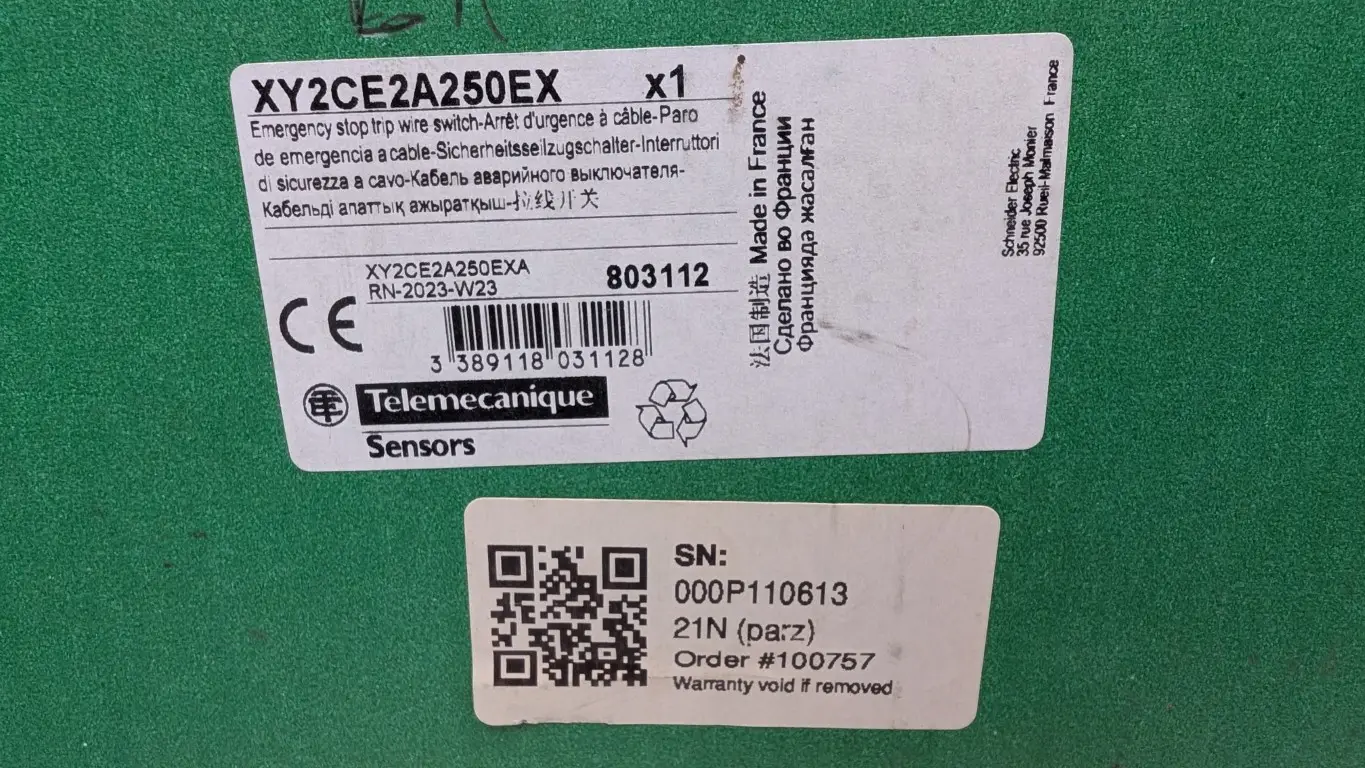 XY2CE2A250EX x1
Emergency stop trip wire switch-Arrêt d'urgence à câble-Paro
de emergencia a cable-Sicherheitsseilzugschalter-Interruttori
di sicurezza a cavo-Кабель аварийного выключателя-
Кабельді апаттық ажыратқыш-拉线开关
XY2CE2A250EXA
RN-2023-W23
803112
CE
3 389118 031128
Telemecanique
Sensors
法国制造 Made in France
Сделано во Франции
Францияда жасалған
Schneider Electric
35 rue Joseph Monier
92500 Rueil-Malmaison France
SN:
000P110613
21N (parz)
Order #100757
Warranty void if removed